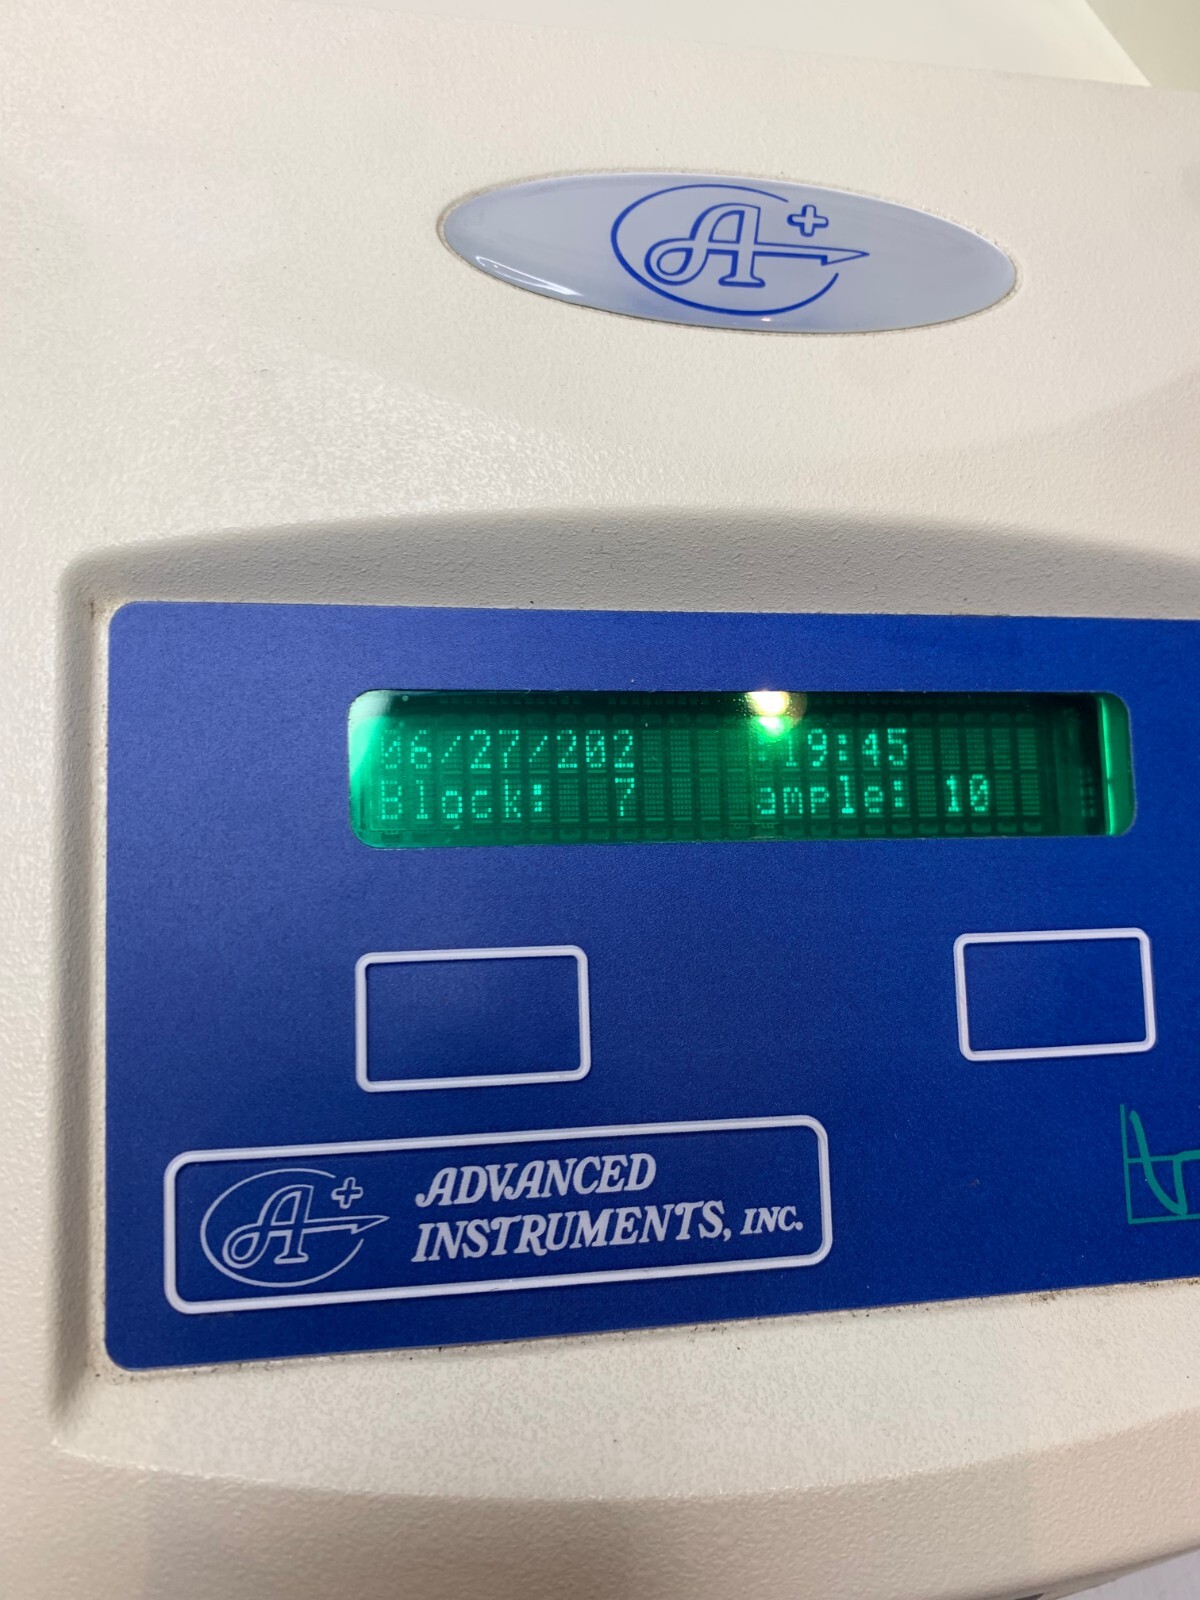 A+
06/27/202 19:45
Block: 7 ample: 10
A+
ADVANCED
INSTRUMENTS, INC.